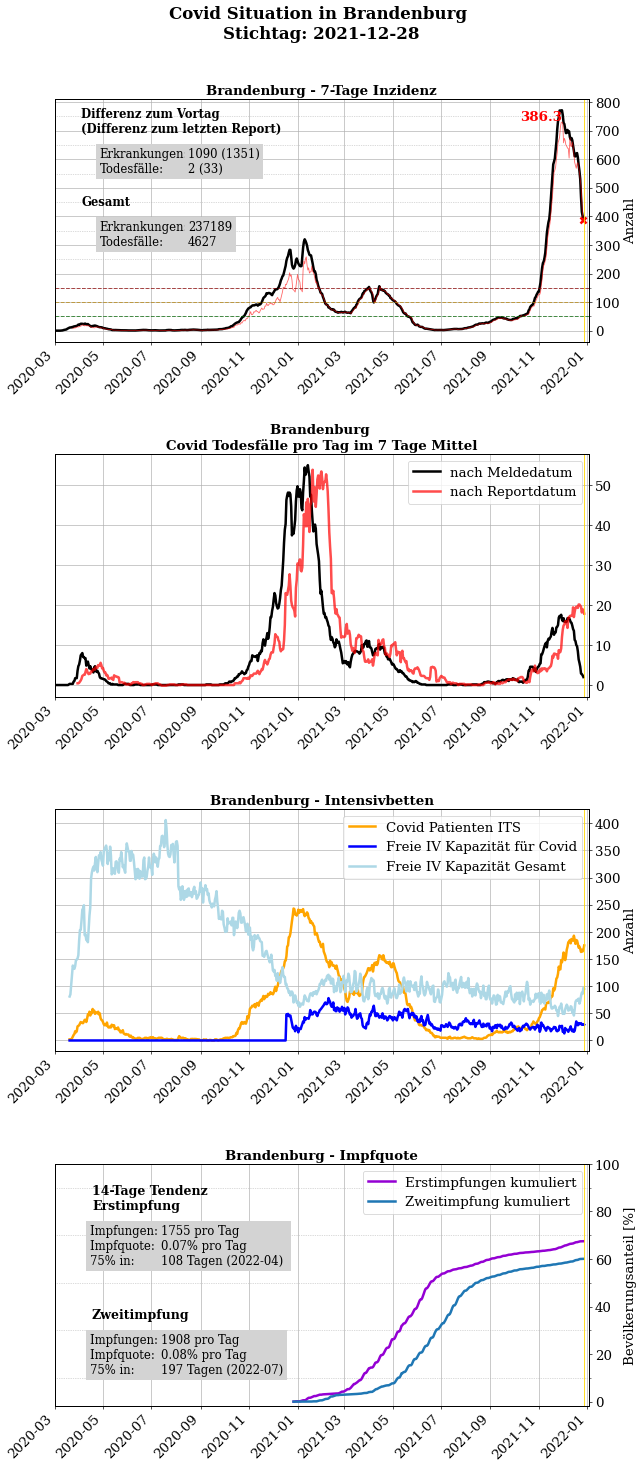 Covid Situation in Brandenburg
Stichtag: 2021-12-28
Brandenburg - 7-Tage Inzidenz
Differenz zum Vortag
(Differenz zum letzten Report)
Erkrankungen 1090 (1351)
Todesfälle: 2 (33)
Gesamt
Erkrankungen 237189
Todesfälle: 4627
386.3
800
700
600
500
400
300
200
100
0
Anzahl
2020-03
2020-05
2020-07
2020-09
2020-11
2021-01
2021-03
2021-05
2021-07
2021-09
2021-11
2022-01
Brandenburg
Covid Todesfälle pro Tag im 7 Tage Mittel
nach Meldedatum
nach Reportdatum
50
40
30
20
10
0
2020-03
2020-05
2020-07
2020-09
2020-11
2021-01
2021-03
2021-05
2021-07
2021-09
2021-11
2022-01
Brandenburg - Intensivbetten
Covid Patienten ITS
Freie IV Kapazität für Covid
Freie IV Kapazität Gesamt
400
350
300
250
200
150
100
50
0
Anzahl
2020-03
2020-05
2020-07
2020-09
2020-11
2021-01
2021-03
2021-05
2021-07
2021-09
2021-11
2022-01
Brandenburg - Impfquote
14-Tage Tendenz
Erstimpfung
Impfungen: 1755 pro Tag
Impfquote: 0.07% pro Tag
75% in: 108 Tagen (2022-04)
Zweitimpfung
Impfungen: 1908 pro Tag
Impfquote: 0.08% pro Tag
75% in: 197 Tagen (2022-07)
Erstimpfungen kumuliert
Zweitimpfung kumuliert
100
80
60
40
20
0
Bevölkerungsanteil [%]
2020-03
2020-05
2020-07
2020-09
2020-11
2021-01
2021-03
2021-05
2021-07
2021-09
2021-11
2022-01